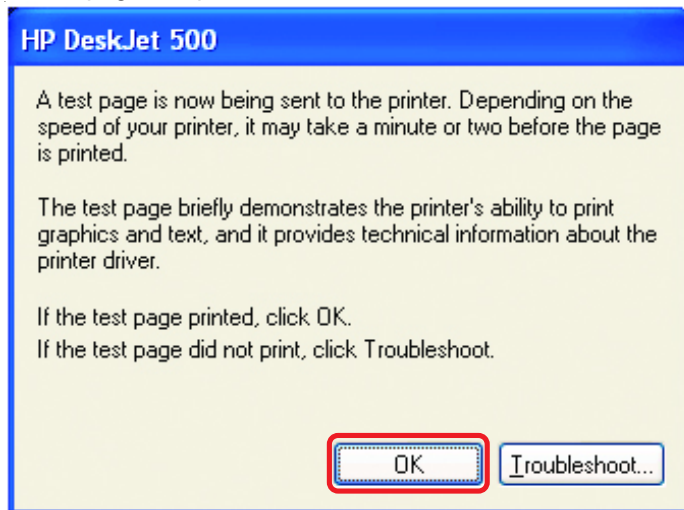 HP DeskJet 500
A test page is now being sent to the printer. Depending on the
speed of your printer, it may take a minute or two before the page
is printed.
The test page briefly demonstrates the printer's ability to print
graphics and text, and it provides technical information about the
printer driver.
If the test page printed, click OK.
If the test page did not print, click Troubleshoot.
OK
Troubleshoot...